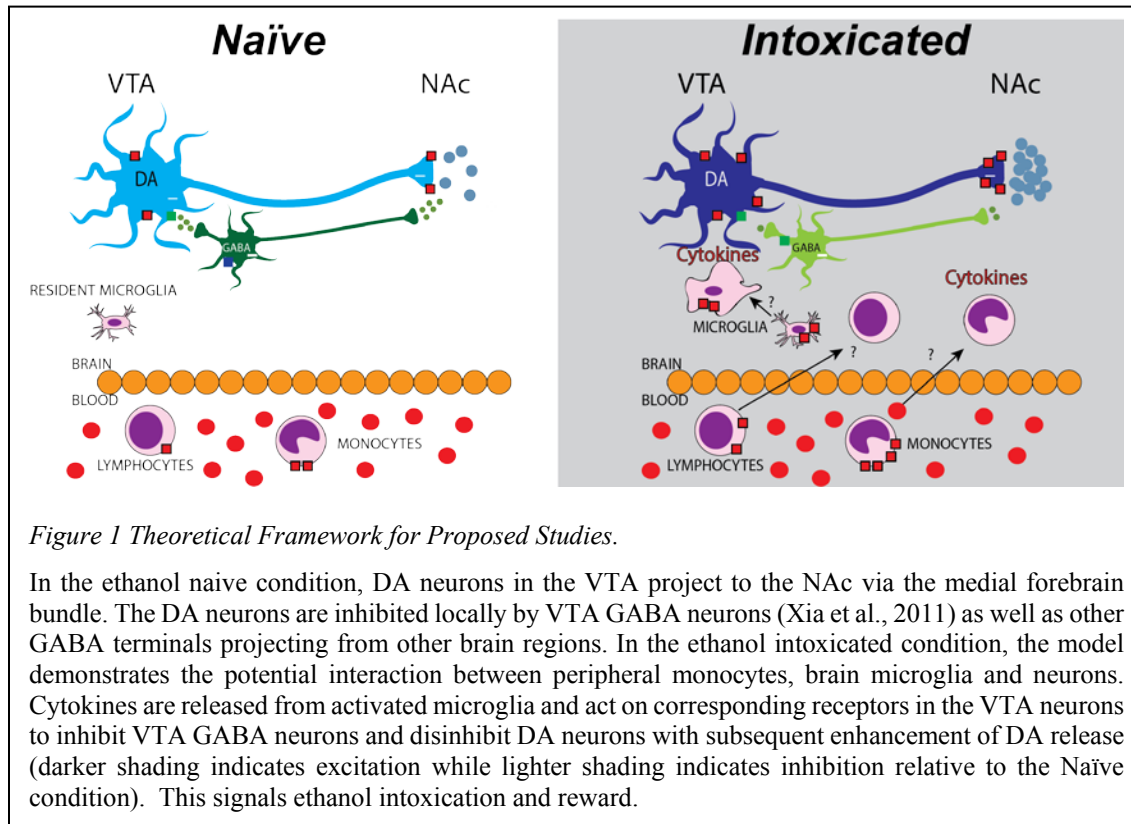 Naïve
Intoxicated
VTA
NAc
VTA
NAc
DA
DA
GABA
GABA
Cytokines
Cytokines
RESIDENT MICROGLIA
MICROGLIA
?
?
?
BRAIN
BLOOD
BRAIN
BLOOD
LYMPHOCYTES
MONOCYTES
LYMPHOCYTES
MONOCYTES
Figure 1 Theoretical Framework for Proposed Studies.
In the ethanol naive condition, DA neurons in the VTA project to the NAc via the medial forebrain
bundle. The DA neurons are inhibited locally by VTA GABA neurons (Xia et al., 2011) as well as other
GABA terminals projecting from other brain regions. In the ethanol intoxicated condition, the model
demonstrates the potential interaction between peripheral monocytes, brain microglia and neurons.
Cytokines are released from activated microglia and act on corresponding receptors in the VTA neurons
to inhibit VTA GABA neurons and disinhibit DA neurons with subsequent enhancement of DA release
(darker shading indicates excitation while lighter shading indicates inhibition relative to the Naïve
condition). This signals ethanol intoxication and reward.